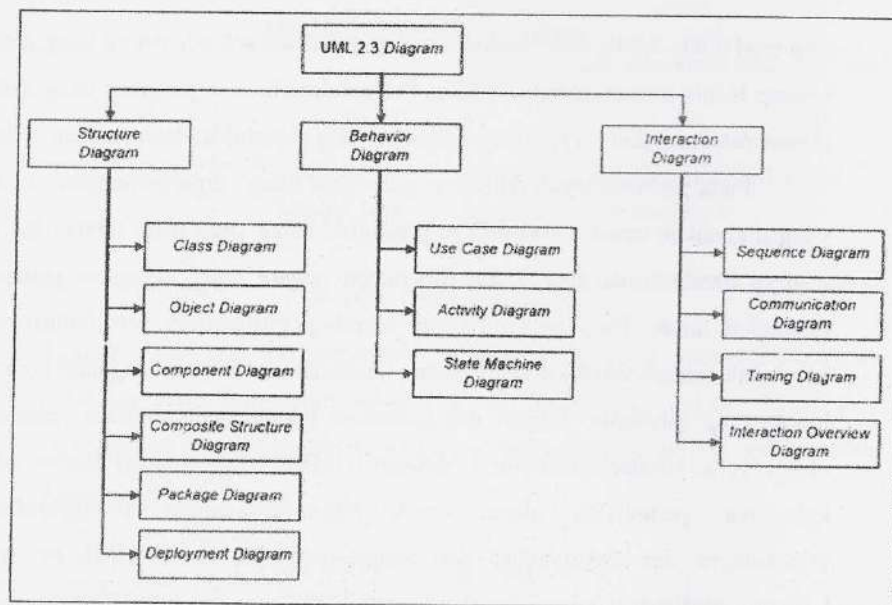 UML 2.3 Diagram
Structure
Diagram
Behavior
Diagram
Interaction
Diagram
Class Diagram
Object Diagram
Component Diagram
Composite Structure
Diagram
Package Diagram
Deployment Diagram
Use Case Diagram
Activity Diagram
State Machine
Diagram
Sequence Diagram
Communication
Diagram
Timing Diagram
Interaction Overview
Diagram